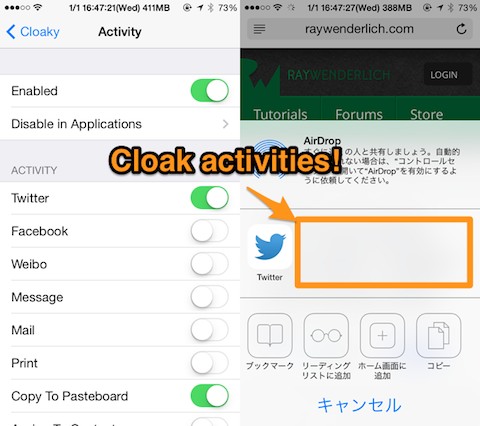 1/1 16:47:21(W) 411MB
73%
Cloaky
Activity
Enabled
Disable in Applications
ACTIVITY
Twitter
Facebook
Weibo
Message
Mail
Print
Copy To Pasteboard
1/1 16:47:27(W) 388MB
73%
raywenderlich.com
RAYWENDERLICH
LOGIN
Tutorials
Forums
Store
AirDrop
の人と共有しましょう。自動的
れない場合は、"コントロールセ
開いて"AirDrop"を有効にするよう
に依頼してください。
Cloak activities!
Twitter
ブックマーク
リーディング
リストに追加
ホーム画面に
追加
コピー
キャンセル